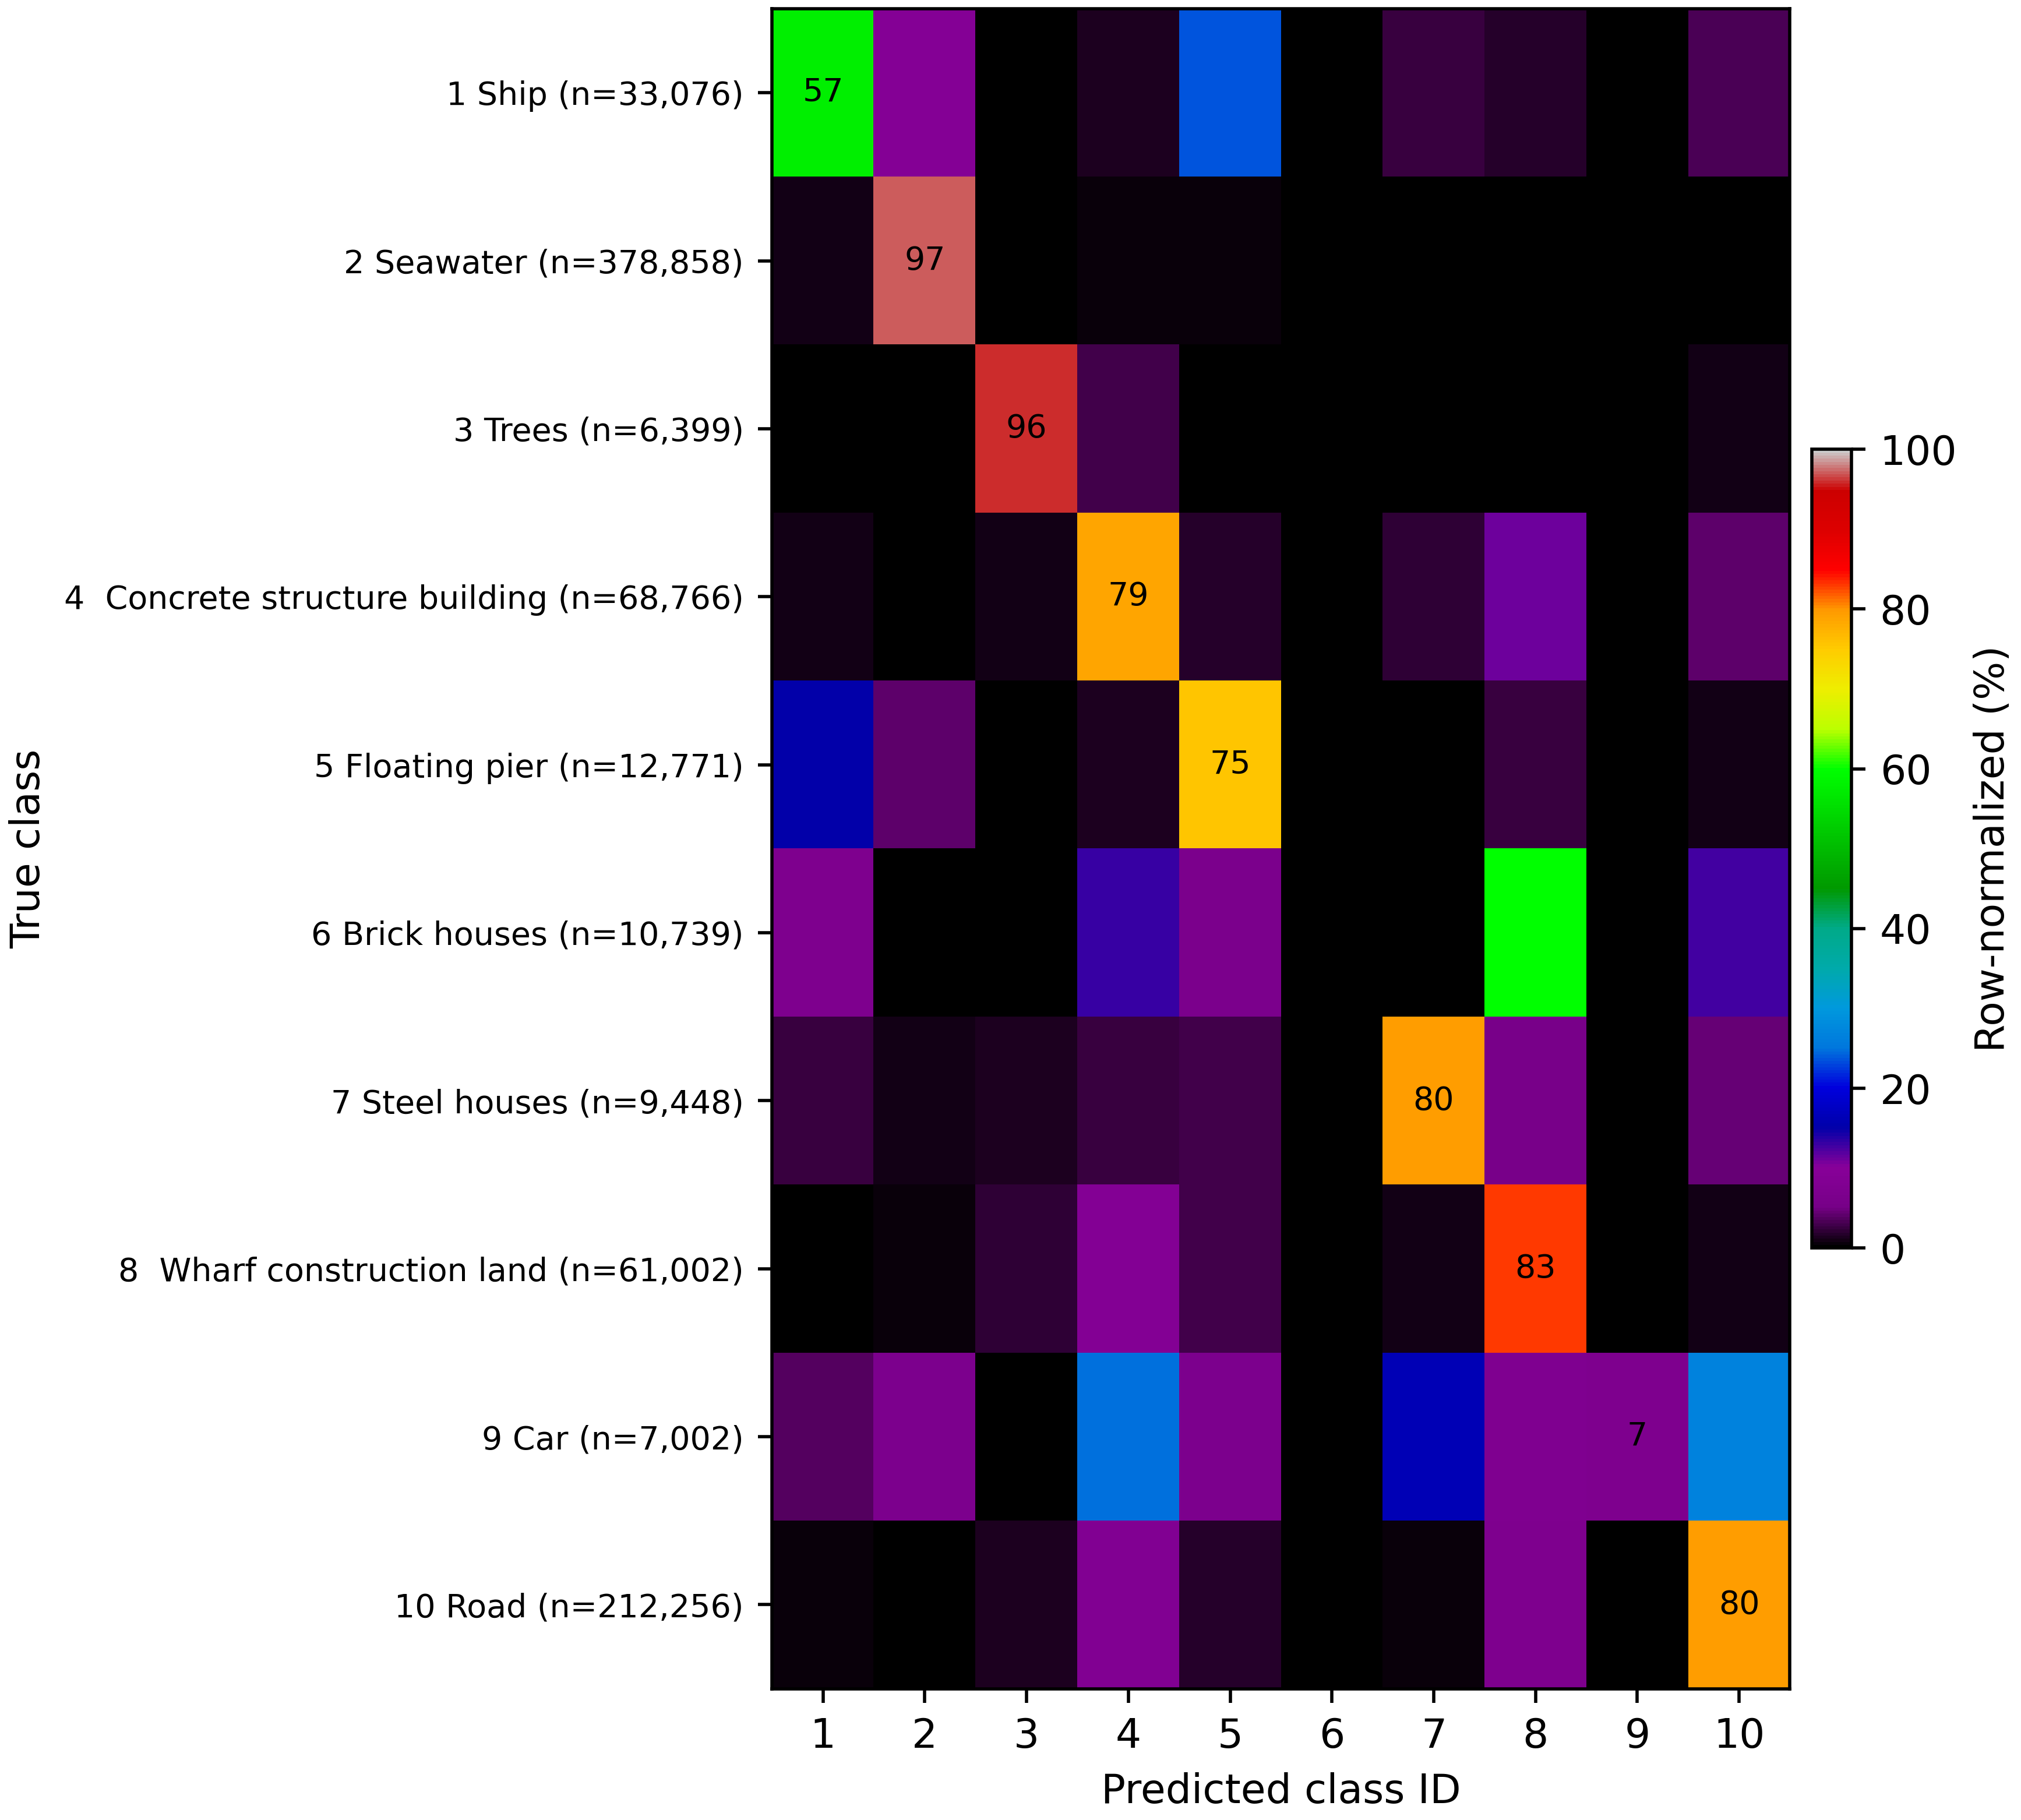 1 Ship (n=33,076)
57
2 Seawater (n=378,858)
97
3 Trees (n=6,399)
96
4  Concrete structure building (n=68,766)
79
5 Floating pier (n=12,771)
75
6 Brick houses (n=10,739)
7 Steel houses (n=9,448)
80
8  Wharf construction land (n=61,002)
83
9 Car (n=7,002)
7
10 Road (n=212,256)
80
True class
1 2 3 4 5 6 7 8 9 10
Predicted class ID
100
80
60
40
20
0
Row-normalized (%)